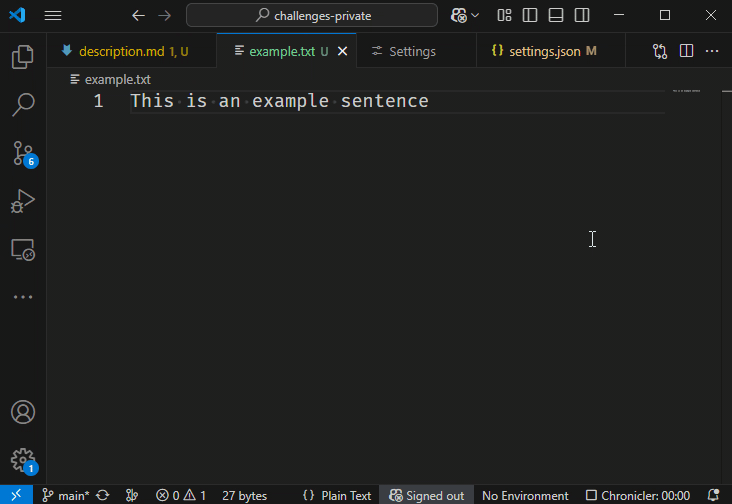 challenges-private
description.md 1, U
example.txt U
Settings
{} settings.json M
example.txt
1 This is an example sentence
6
1
main*
0
1
27 bytes
{} Plain Text
Signed out
No Environment
Chronicler: 00:00